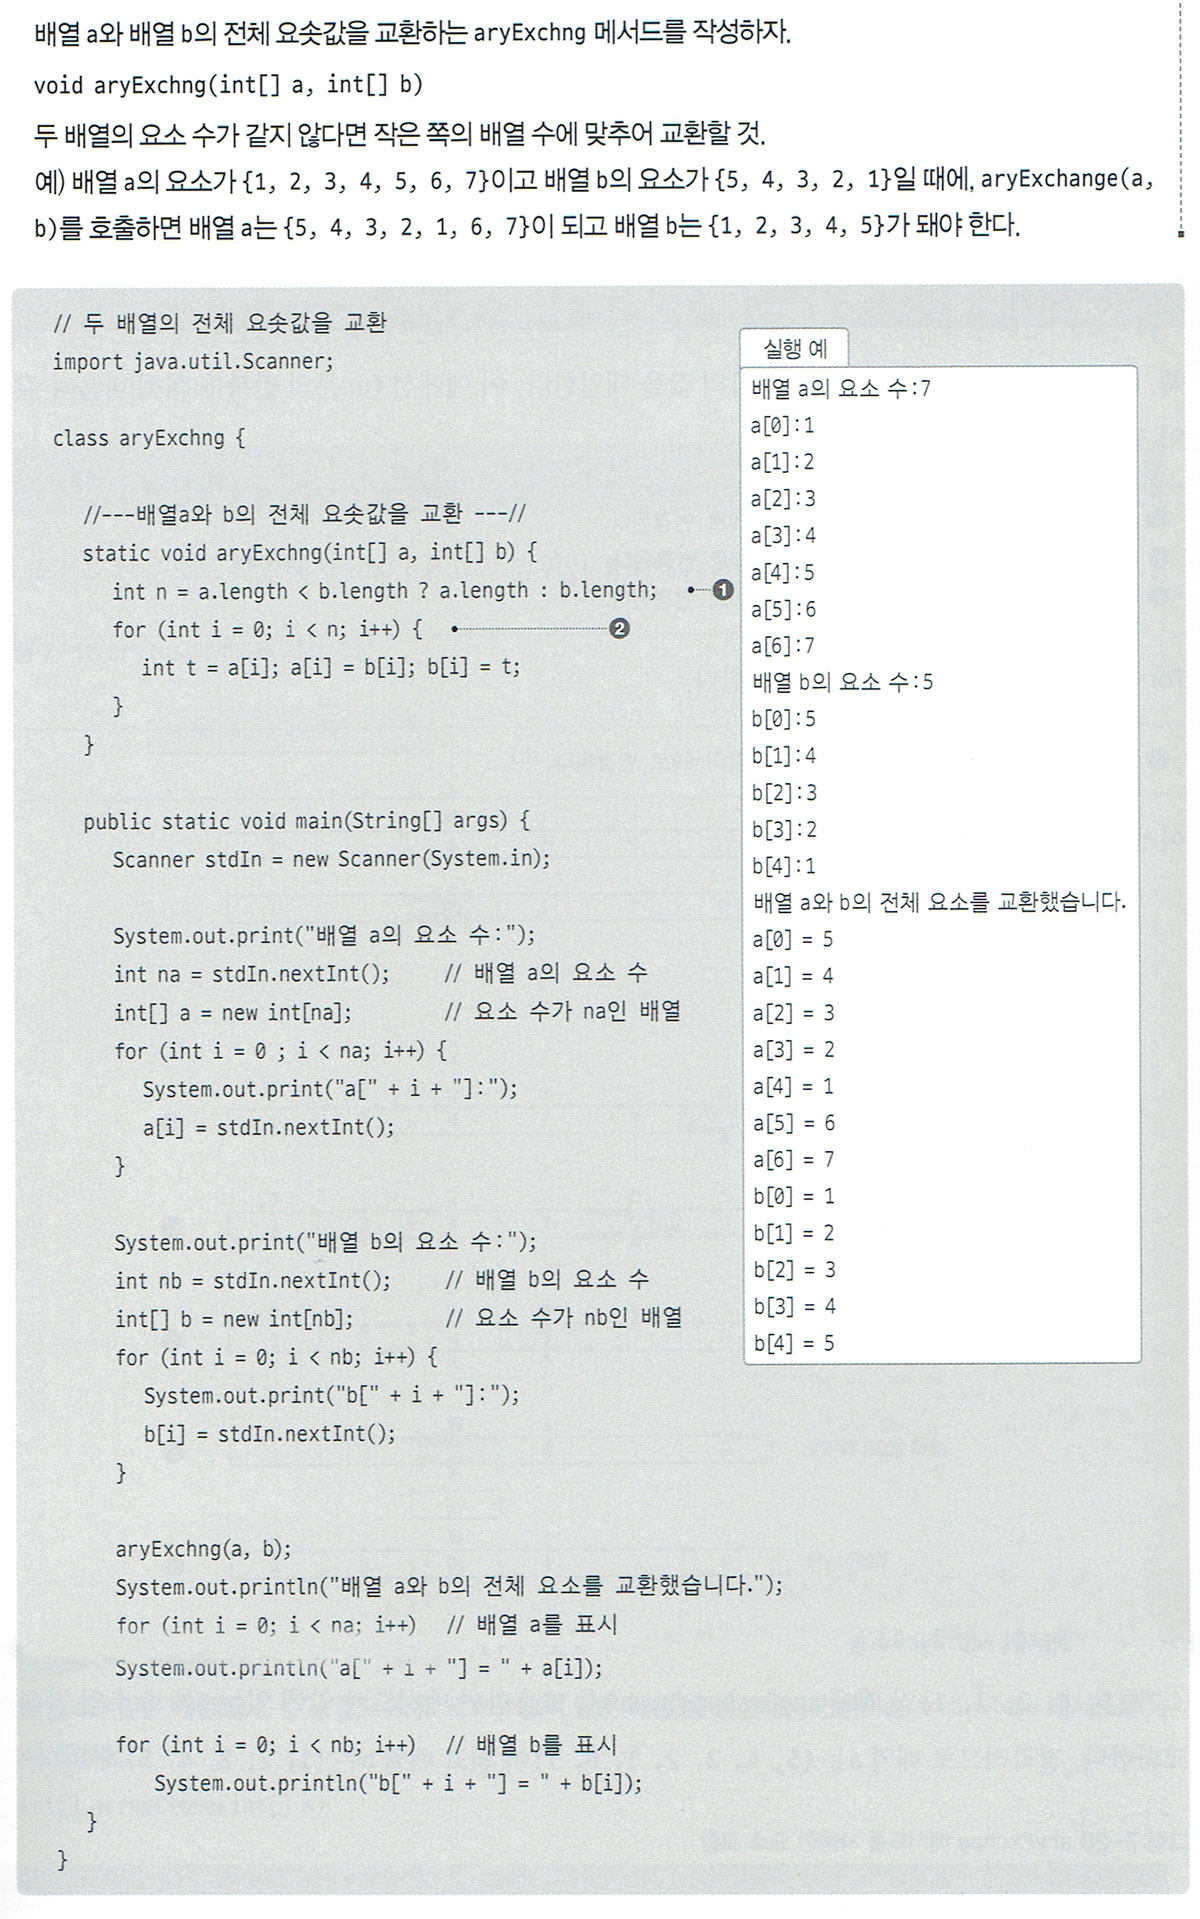 배열 a와 배열 b의 전체 요솟값을 교환하는 aryExchng 메서드를 작성하자.
void aryExchng(int[] a, int[] b)
두 배열의 요소 수가 같지 않다면 작은 쪽의 배열 수에 맞추어 교환할 것.
예) 배열 a의 요소가 {1, 2, 3, 4, 5, 6, 7}이고 배열 b의 요소가 {5, 4, 3, 2, 1}일 때에, aryExchange(a,
b)를 호출하면 배열 a는 {5, 4, 3, 2, 1, 6, 7}이 되고 배열 b는 {1, 2, 3, 4, 5}가 돼야 한다.
// 두 배열의 전체 요솟값을 교환
import java.util.Scanner;
class aryExchng {
//---배열a와 b의 전체 요솟값을 교환 ---//
static void aryExchng(int[] a, int[] b) {
int n = a.length < b.length ? a.length : b.length; ❶
for (int i = 0; i < n; i++) { ❷
int t = a[i]; a[i] = b[i]; b[i] = t;
}
}
public static void main(String[] args) {
Scanner stdIn = new Scanner(System.in);
System.out.print("배열 a의 요소 수:");
int na = stdIn.nextInt(); // 배열 a의 요소 수
int[] a = new int[na]; // 요소 수가 na인 배열
for (int i = 0 ; i < na; i++) {
System.out.print("a[" + i + "]:");
a[i] = stdIn.nextInt();
}
System.out.print("배열 b의 요소 수:");
int nb = stdIn.nextInt(); // 배열 b의 요소 수
int[] b = new int[nb]; // 요소 수가 nb인 배열
for (int i = 0; i < nb; i++) {
System.out.print("b[" + i + "]:");
b[i] = stdIn.nextInt();
}
aryExchng(a, b);
System.out.println("배열 a와 b의 전체 요소를 교환했습니다.");
for (int i = 0; i < na; i++) // 배열 a를 표시
System.out.println("a[" + i + "] = " + a[i]);
for (int i = 0; i < nb; i++) // 배열 b를 표시
System.out.println("b[" + i + "] = " + b[i]);
}
}
실행 예
배열 a의 요소 수:7
a[0]:1
a[1]:2
a[2]:3
a[3]:4
a[4]:5
a[5]:6
a[6]:7
배열 b의 요소 수:5
b[0]:5
b[1]:4
b[2]:3
b[3]:2
b[4]:1
배열 a와 b의 전체 요소를 교환했습니다.
a[0] = 5
a[1] = 4
a[2] = 3
a[3] = 2
a[4] = 1
a[5] = 6
a[6] = 7
b[0] = 1
b[1] = 2
b[2] = 3
b[3] = 4
b[4] = 5